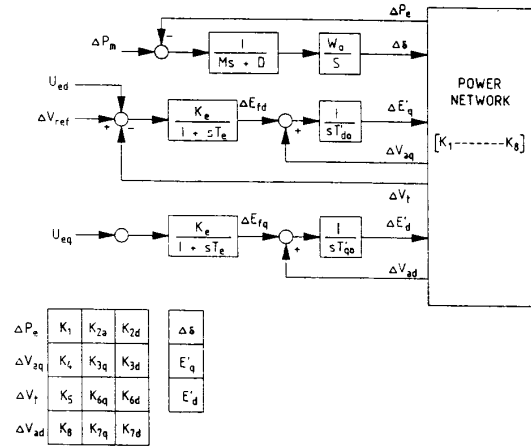 ΔPe
ΔPm
-
1
Ms + D
Wo
S
Δδ
Ued
ΔVref
+
-
Ke
1 + sTe
ΔEfd
+
1
sT'do
ΔE'q
ΔVaq
ΔVt
POWER
NETWORK
[K1-------K8]
Ueq
Ke
1 + sTe
ΔEfq
+
1
sT'qo
ΔE'd
ΔVad
ΔPe K1 K2a K2d Δδ
ΔVaq K4 K3q K3d E'q
ΔVt K5 K6q K6d E'd
ΔVad K8 K7q K7d